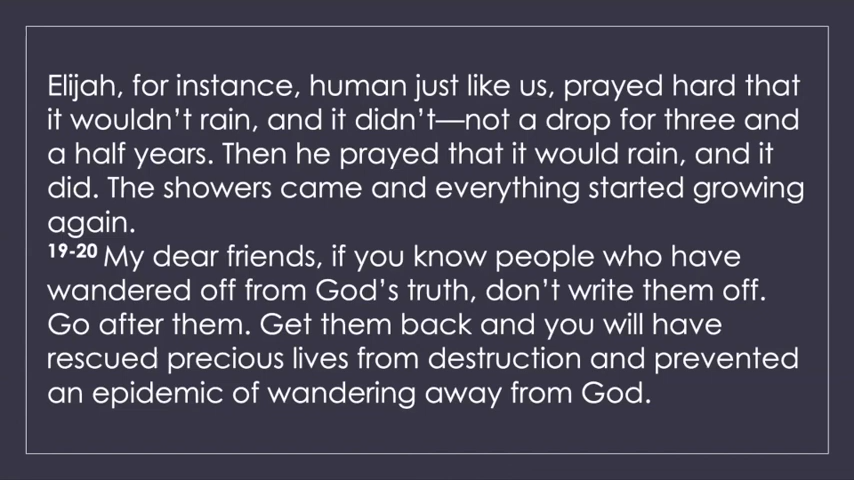 Elijah, for instance, human just like us, prayed hard that
it wouldn’t rain, and it didn’t—not a drop for three and
a half years. Then he prayed that it would rain, and it
did. The showers came and everything started growing
again.
19-20 My dear friends, if you know people who have
wandered off from God’s truth, don’t write them off.
Go after them. Get them back and you will have
rescued precious lives from destruction and prevented
an epidemic of wandering away from God.